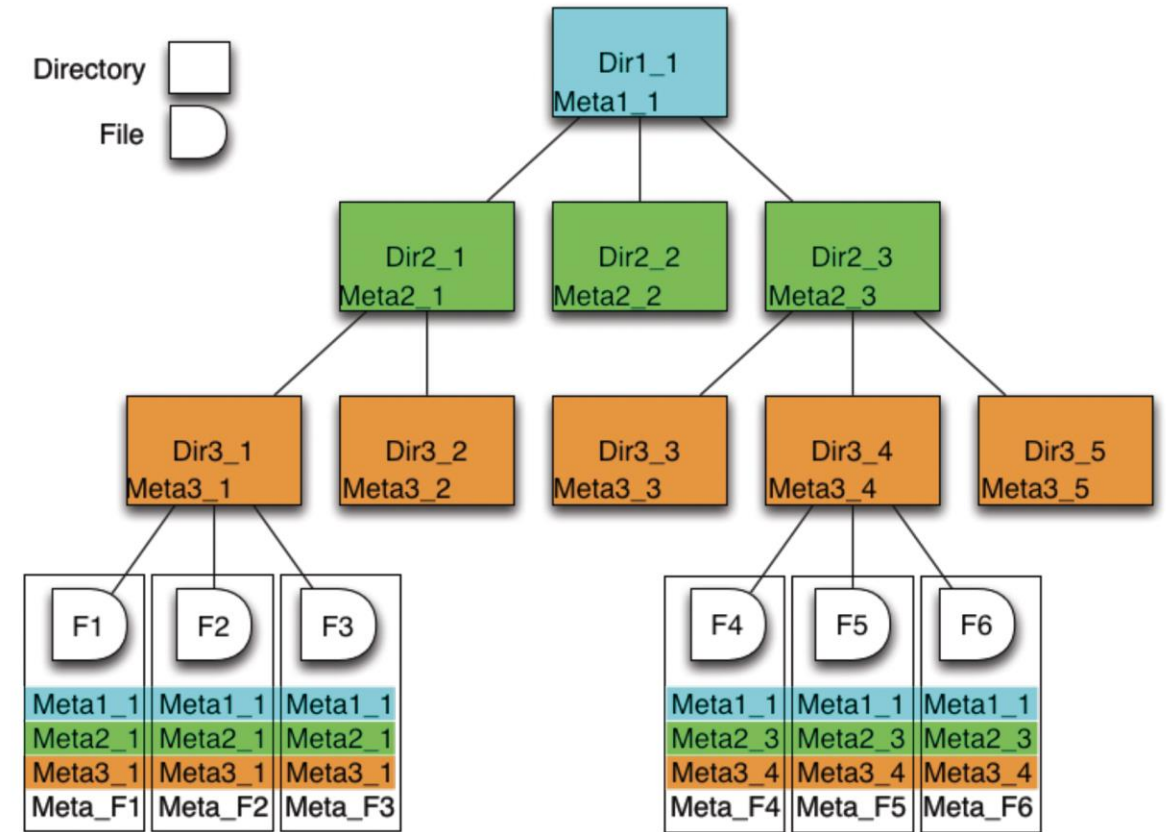 Directory
File
Dir1_1
Meta1_1
Dir2_1
Meta2_1
Dir2_2
Meta2_2
Dir2_3
Meta2_3
Dir3_1
Meta3_1
Dir3_2
Meta3_2
Dir3_3
Meta3_3
Dir3_4
Meta3_4
Dir3_5
Meta3_5
F1
Meta1_1
Meta2_1
Meta3_1
Meta_F1
F2
Meta1_1
Meta2_1
Meta3_1
Meta_F2
F3
Meta1_1
Meta2_1
Meta3_1
Meta_F3
F4
Meta1_1
Meta2_3
Meta3_4
Meta_F4
F5
Meta1_1
Meta2_3
Meta3_4
Meta_F5
F6
Meta1_1
Meta2_3
Meta3_4
Meta_F6